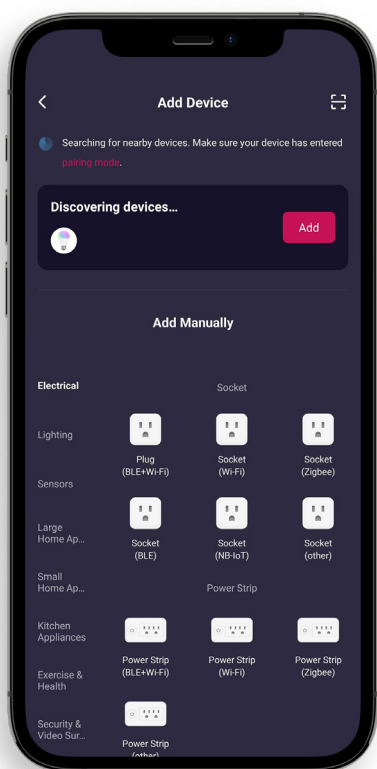 Add Device
Searching for nearby devices. Make sure your device has entered
pairing mode.
Discovering devices...
Add
Add Manually
Electrical
Socket
Lighting
Plug
(BLE+Wi-Fi)
Socket
(Wi-Fi)
Socket
(Zigbee)
Sensors
Large
Home Ap...
Socket
(BLE)
Socket
(NB-IoT)
Socket
(other)
Small
Home Ap...
Power Strip
Kitchen
Appliances
Power Strip
(BLE+Wi-Fi)
Power Strip
(Wi-Fi)
Power Strip
(Zigbee)
Exercise &
Health
Security &
Video Sur...
Power Strip
(other)